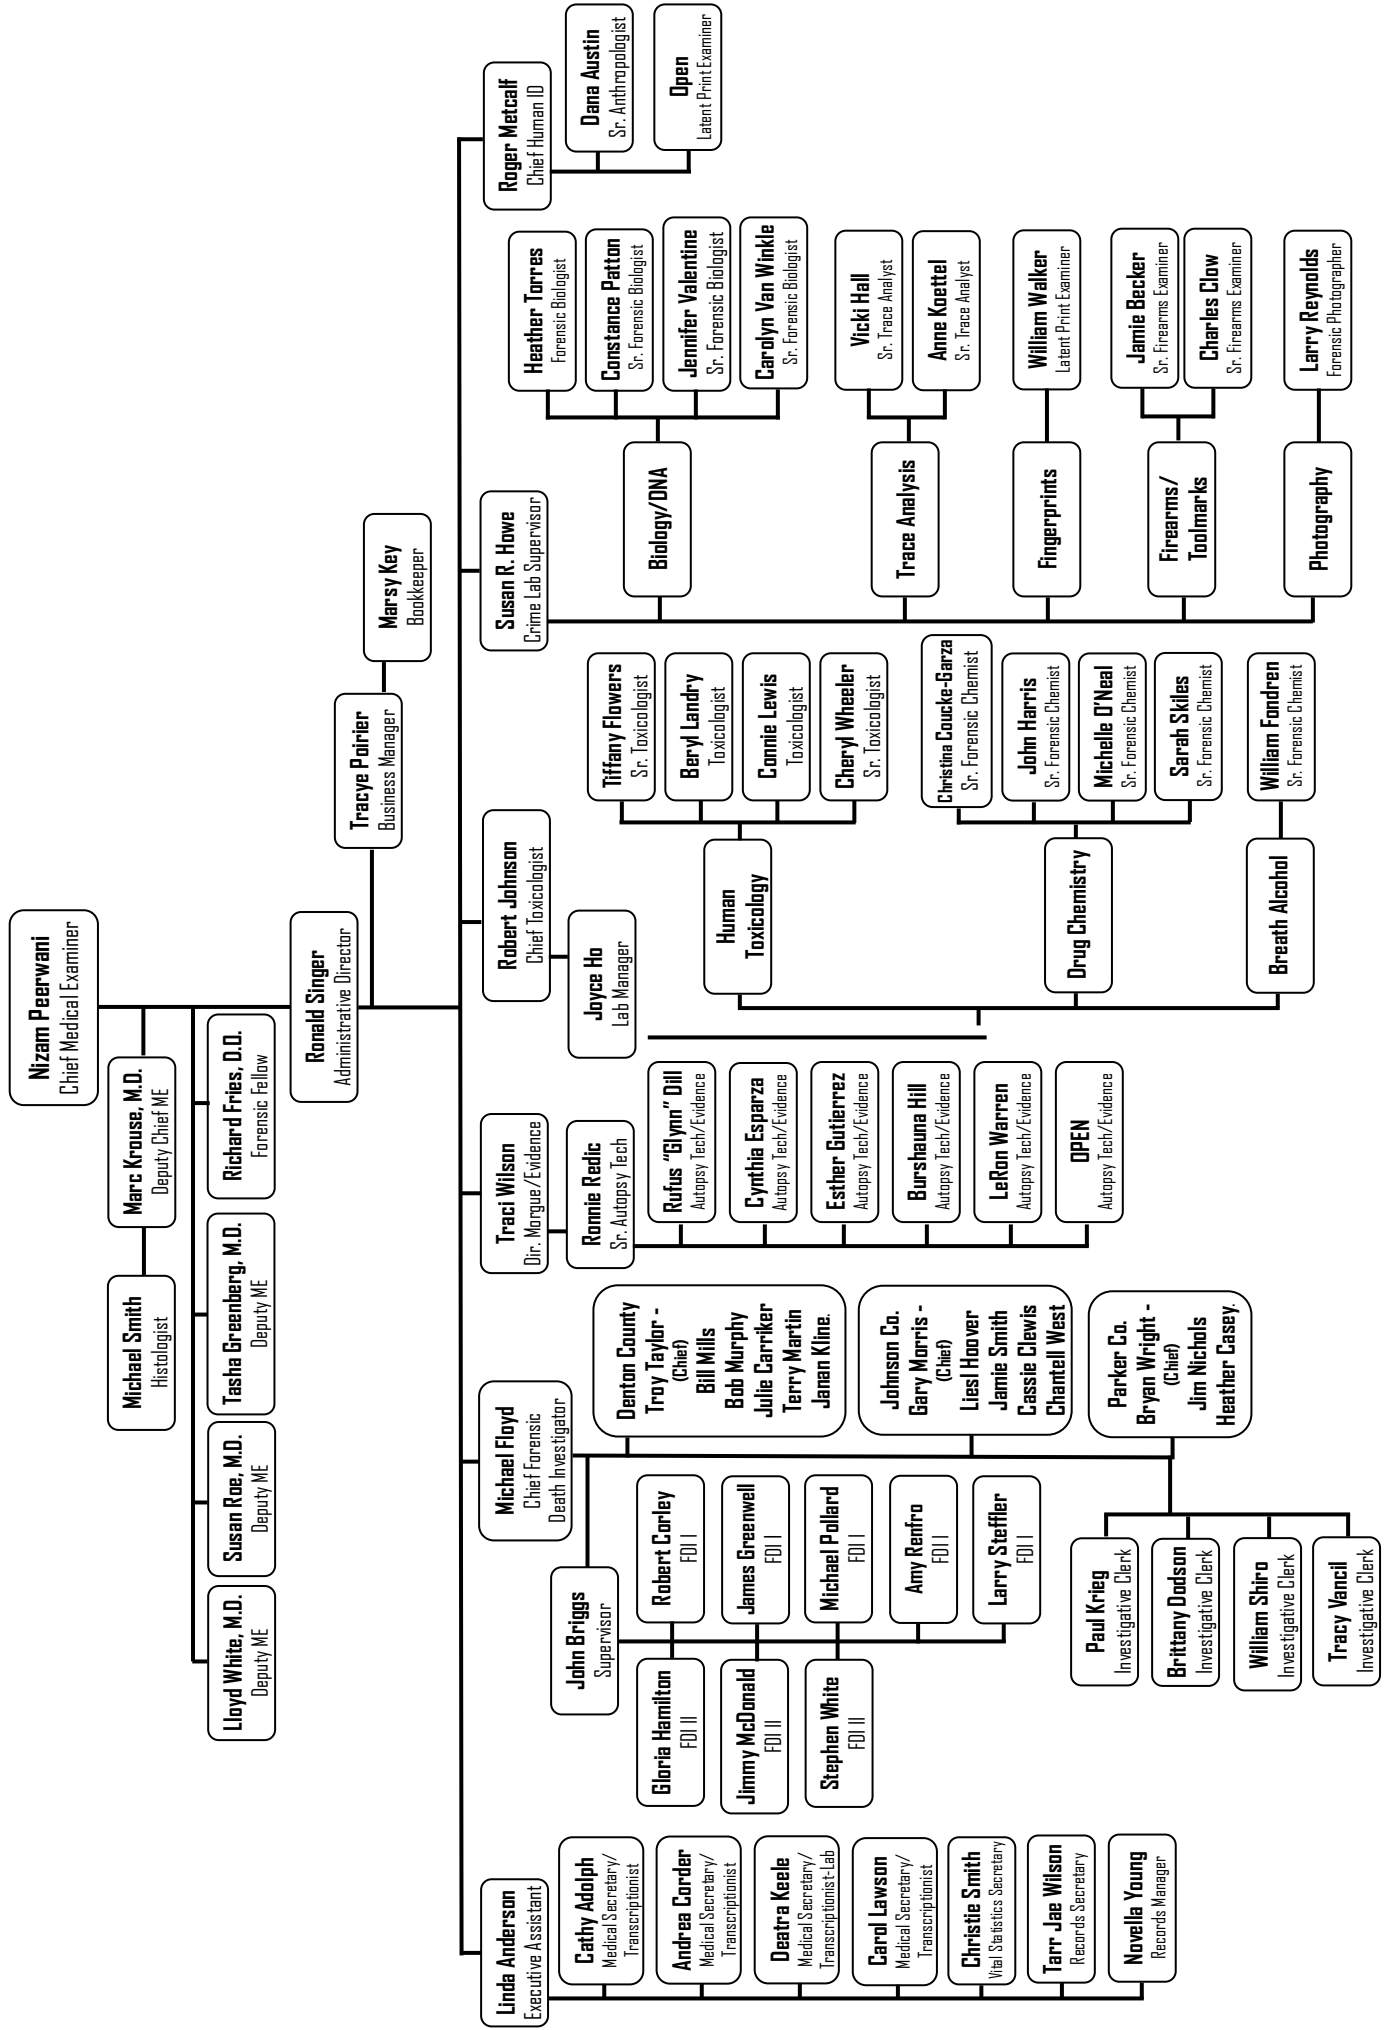 Nizam Peerwani
Chief Medical Examiner
Marc Krouse, M.D.
Deputy Chief ME
Michael Smith
Histologist
Lloyd White, M.D.
Deputy ME
Susan Roe, M.D.
Deputy ME
Tasha Greenberg, M.D.
Deputy ME
Richard Fries, D.O.
Forensic Fellow
Ronald Singer
Administrative Director
Tracye Poirier
Business Manager
Marsy Key
Bookkeeper
Linda Anderson
Executive Assistant
Cathy Adolph
Medical Secretary/
Transcriptionist
Andrea Corder
Medical Secretary/
Transcriptionist
Deatra Keele
Medical Secretary/
Transcriptionist-Lab
Carol Lawson
Medical Secretary/
Transcriptionist
Christie Smith
Vital Statistics Secretary
Tarr Jae Wilson
Records Secretary
Novella Young
Records Manager
Michael Floyd
Chief Forensic
Death Investigator
John Briggs
Supervisor
Gloria Hamilton
FDI II
Robert Corley
FDI I
Jimmy McDonald
FDI II
James Greenwell
FDI I
Stephen White
FDI II
Michael Pollard
FDI I
Amy Renfro
FDI I
Larry Steffler
FDI I
Denton County
Troy Taylor -
(Chief)
Bill Mills
Bob Murphy
Julie Carriker
Terry Martin
Janan Kline.
Johnson Co.
Gary Morris -
(Chief)
Liesl Hoover
Jamie Smith
Cassie Clewis
Chantell West
Parker Co.
Bryan Wright -
(Chief)
Jim Nichols
Heather Casey.
Paul Krieg
Investigative Clerk
Brittany Dodson
Investigative Clerk
William Shiro
Investigative Clerk
Tracy Vancil
Investigative Clerk
Traci Wilson
Dir. Morgue/Evidence
Ronnie Redic
Sr. Autopsy Tech
Rufus “Glynn” Dill
Autopsy Tech/Evidence
Cynthia Esparza
Autopsy Tech/Evidence
Esther Gutierrez
Autopsy Tech/Evidence
Burshauna Hill
Autopsy Tech/Evidence
LeRon Warren
Autopsy Tech/Evidence
OPEN
Autopsy Tech/Evidence
Robert Johnson
Chief Toxicologist
Joyce Ho
Lab Manager
Human
Toxicology
Tiffany Flowers
Sr. Toxicologist
Beryl Landry
Toxicologist
Connie Lewis
Toxicologist
Cheryl Wheeler
Sr. Toxicologist
Drug Chemistry
Christina Coucke-Garza
Sr. Forensic Chemist
John Harris
Sr. Forensic Chemist
Michelle O’Neal
Sr. Forensic Chemist
Sarah Skiles
Sr. Forensic Chemist
Breath Alcohol
William Fondren
Sr. Forensic Chemist
Susan R. Howe
Crime Lab Supervisor
Biology/DNA
Heather Torres
Forensic Biologist
Constance Patton
Sr. Forensic Biologist
Jennifer Valentine
Sr. Forensic Biologist
Carolyn Van Winkle
Sr. Forensic Biologist
Trace Analysis
Vicki Hall
Sr. Trace Analyst
Anne Koettel
Sr. Trace Analyst
Fingerprints
William Walker
Latent Print Examiner
Firearms/
Toolmarks
Jamie Becker
Sr. Firearms Examiner
Charles Clow
Sr. Firearms Examiner
Photography
Larry Reynolds
Forensic Photographer
Roger Metcalf
Chief Human ID
Dana Austin
Sr. Anthropologist
Open
Latent Print Examiner